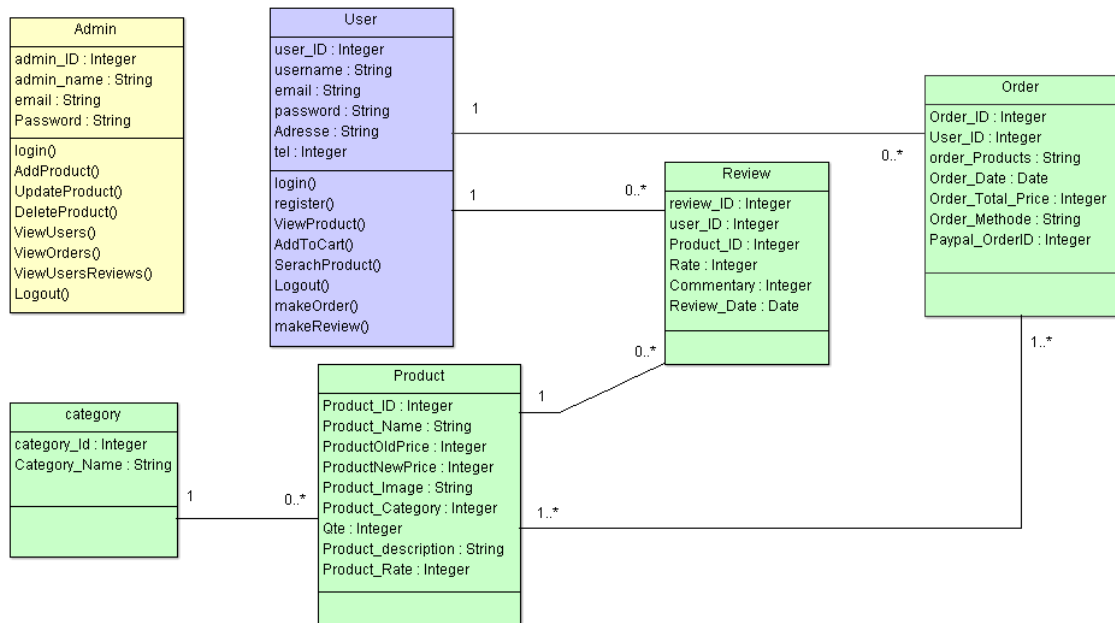 Admin
admin_ID : Integer
admin_name : String
email : String
Password : String
login()
AddProduct()
UpdateProduct()
DeleteProduct()
ViewUsers()
ViewOrders()
ViewUsersReviews()
Logout()
User
user_ID : Integer
username : String
email : String
password : String
Adresse : String
tel : Integer
login()
register()
ViewProduct()
AddToCart()
SerachProduct()
Logout()
makeOrder()
makeReview()
1
0..*
1
0..*
Order
Order_ID : Integer
User_ID : Integer
order_Products : String
Order_Date : Date
Order_Total_Price : Integer
Order_Methode : String
Paypal_OrderID : Integer
Review
review_ID : Integer
user_ID : Integer
Product_ID : Integer
Rate : Integer
Commentary : Integer
Review_Date : Date
0..*
1
1..*
1..*
category
category_Id : Integer
Category_Name : String
1
0..*
Product
Product_ID : Integer
Product_Name : String
ProductOldPrice : Integer
ProductNewPrice : Integer
Product_Image : String
Product_Category : Integer
Qte : Integer
Product_description : String
Product_Rate : Integer